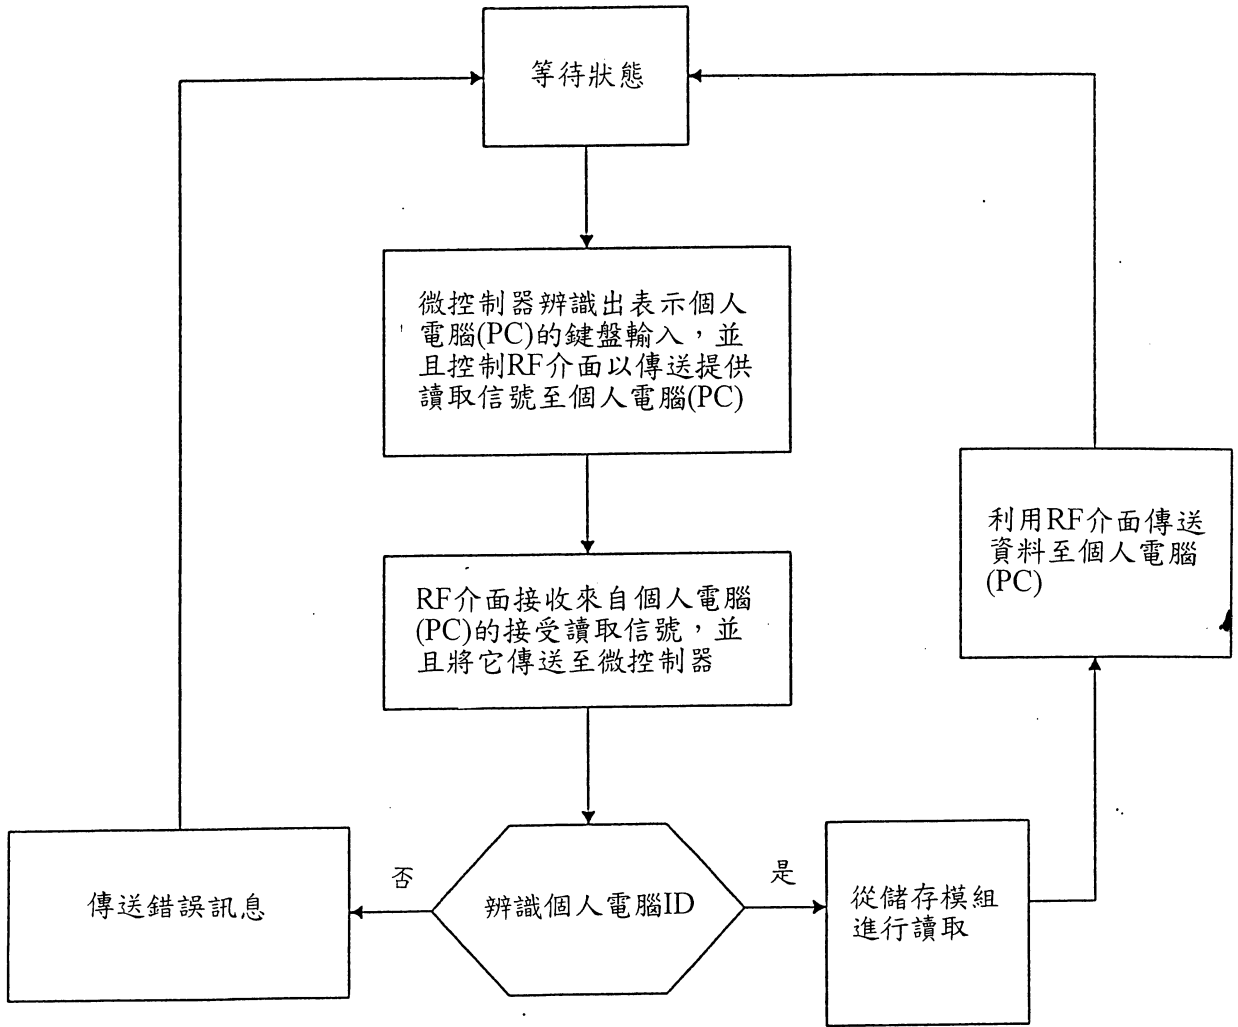 等待狀態
微控制器辨識出表示個人
電腦(PC)的鍵盤輸入，並
且控制RF介面以傳送提供
讀取信號至個人電腦(PC)
RF介面接收來自個人電腦
(PC)的接受讀取信號，並
且將它傳送至微控制器
利用RF介面傳送
資料至個人電腦
(PC)
辨識個人電腦ID
否
是
傳送錯誤訊息
從儲存模組
進行讀取